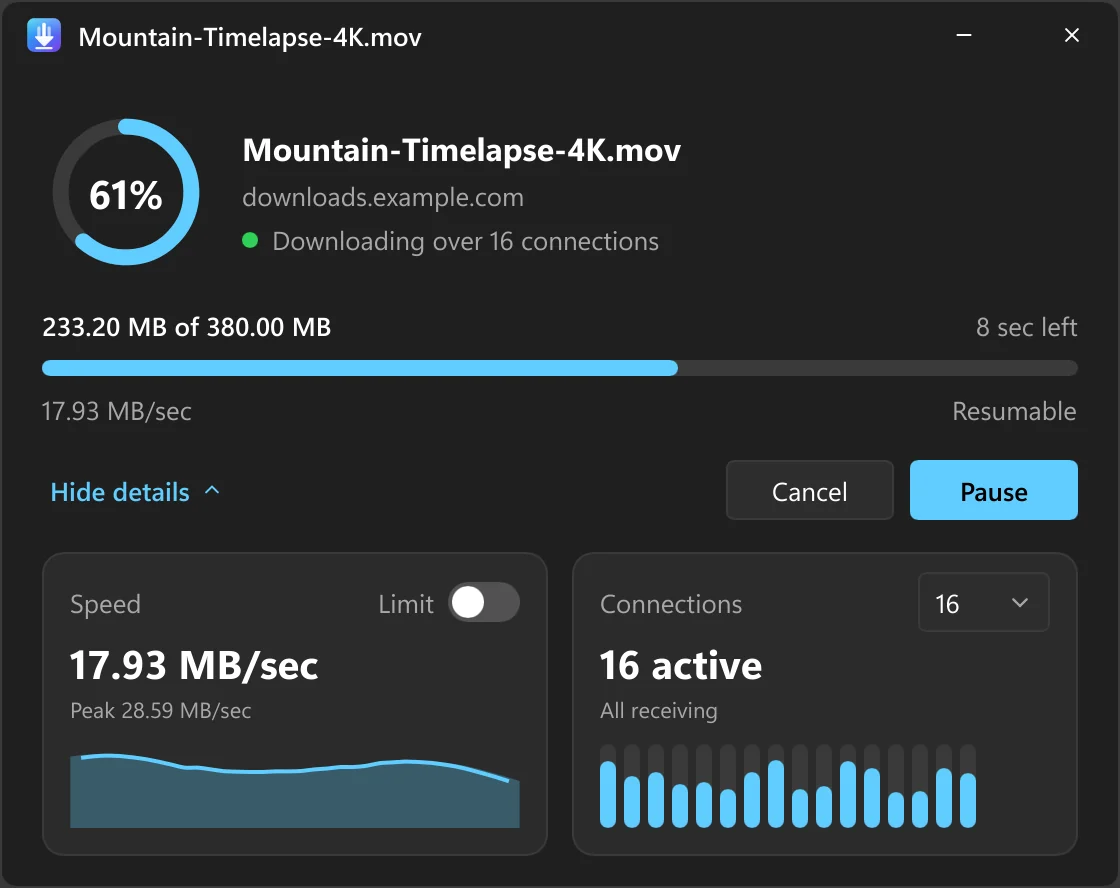 Mountain-Timelapse-4K.mov
61%
Mountain-Timelapse-4K.mov
downloads.example.com
Downloading over 16 connections
233.20 MB of 380.00 MB
8 sec left
17.93 MB/sec
Resumable
Hide details
Cancel
Pause
Speed
Limit
17.93 MB/sec
Peak 28.59 MB/sec
Connections
16
16 active
All receiving